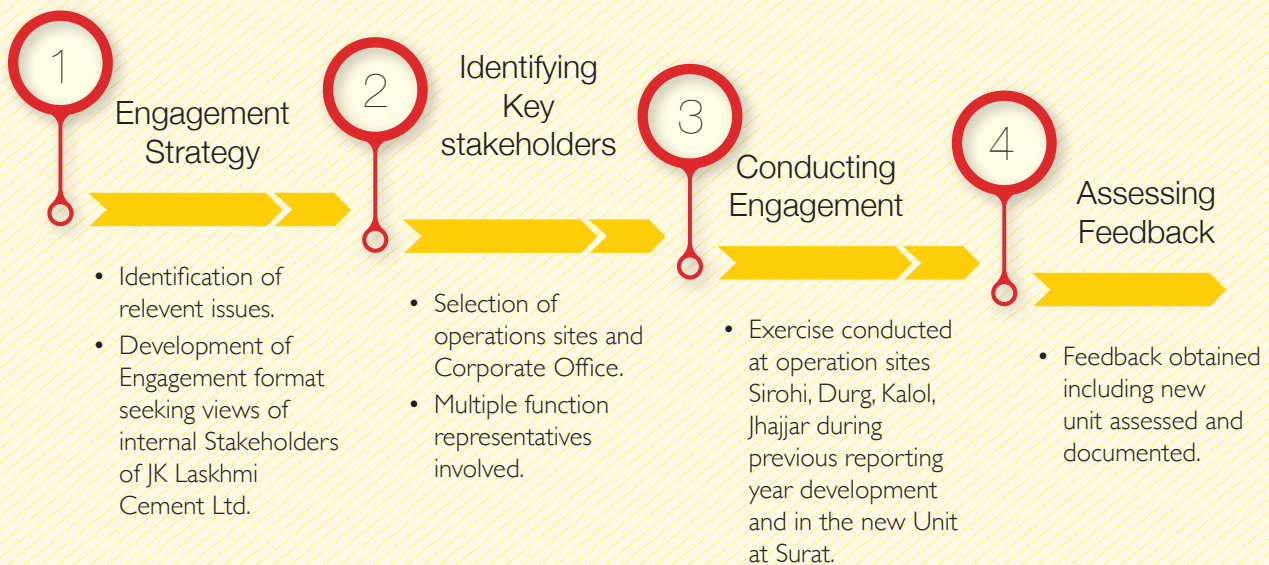 1
Engagement
Strategy
• Identification of
relevent issues.
• Development of
Engagement format
seeking views of
internal Stakeholders
of JK Laskhmi
Cement Ltd.
2
Identifying
Key
stakeholders
• Selection of
operations sites and
Corporate Office.
• Multiple function
representatives
involved.
3
Conducting
Engagement
• Exercise conducted
at operation sites
Sirohi, Durg, Kalol,
Jhajjar during
previous reporting
year development
and in the new Unit
at Surat.
4
Assessing
Feedback
• Feedback obtained
including new
unit assessed and
documented.